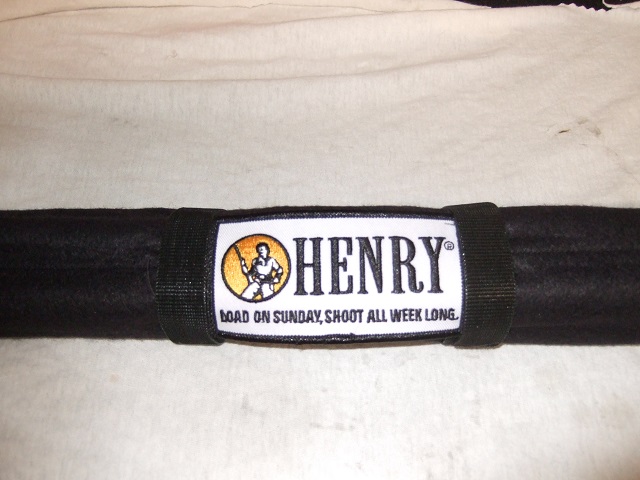 HENRY®
LOAD ON SUNDAY, SHOOT ALL WEEK LONG.